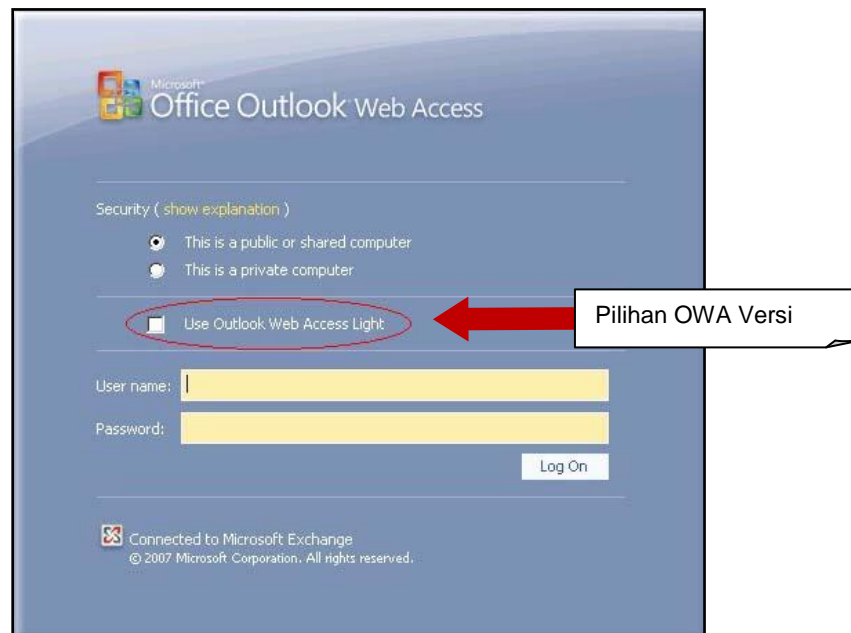 Microsoft
Office Outlook Web Access
Security ( show explanation )
This is a public or shared computer
This is a private computer
Use Outlook Web Access Light
Pilihan OWA Versi
User name:
Password:
Log On
Connected to Microsoft Exchange
© 2007 Microsoft Corporation. All rights reserved.